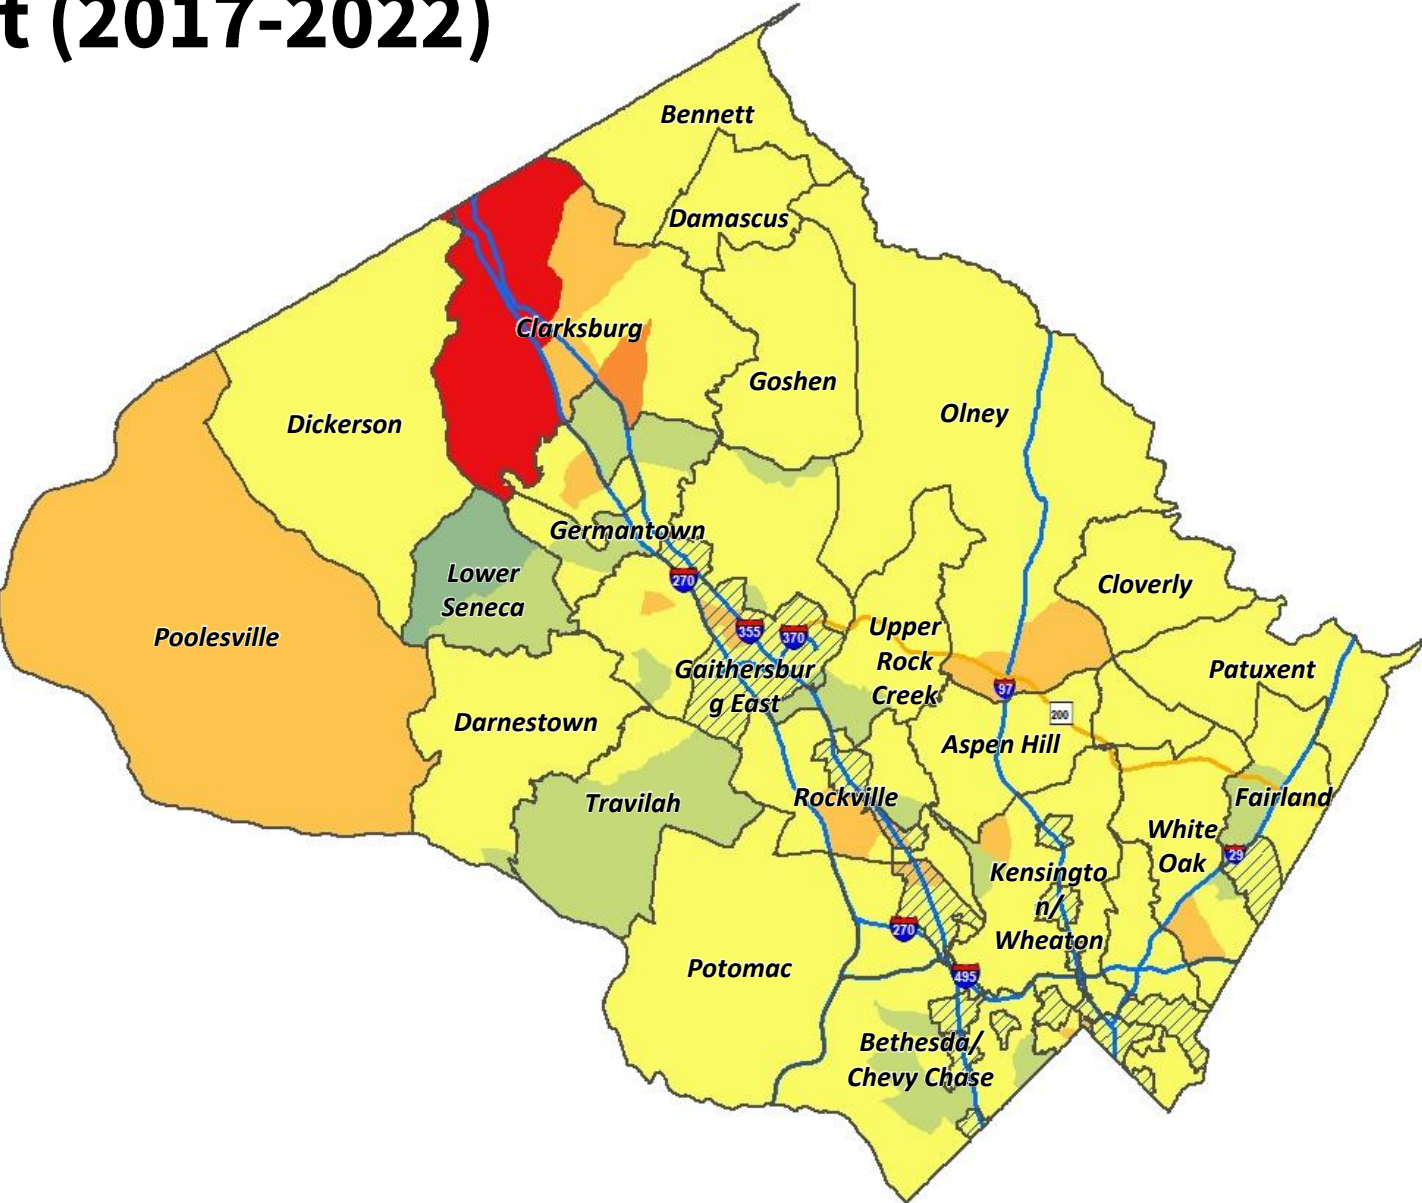 t (2017-2022)
Bennett
Damascus
Clarksburg
Goshen
Dickerson
Olney
Germantown
Lower
Seneca
270
Cloverly
Poolesville
355
370
Upper
Rock
Creek
Gaithersbur
g East
Patuxent
97
200
Darnestown
Aspen Hill
Travilah
Rockville
Fairland
White
Oak
29
Kensingto
n/
Wheaton
270
Potomac
495
Bethesda/
Chevy Chase